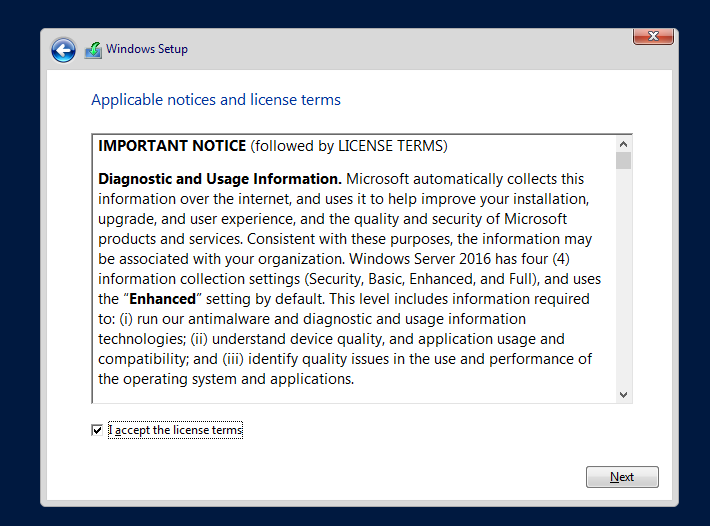 Windows Setup
Applicable notices and license terms
IMPORTANT NOTICE (followed by LICENSE TERMS)
Diagnostic and Usage Information. Microsoft automatically collects this
information over the internet, and uses it to help improve your installation,
upgrade, and user experience, and the quality and security of Microsoft
products and services. Consistent with these purposes, the information may
be associated with your organization. Windows Server 2016 has four (4)
information collection settings (Security, Basic, Enhanced, and Full), and uses
the “Enhanced” setting by default. This level includes information required
to: (i) run our antimalware and diagnostic and usage information
technologies; (ii) understand device quality, and application usage and
compatibility; and (iii) identify quality issues in the use and performance of
the operating system and applications.
I accept the license terms
Next